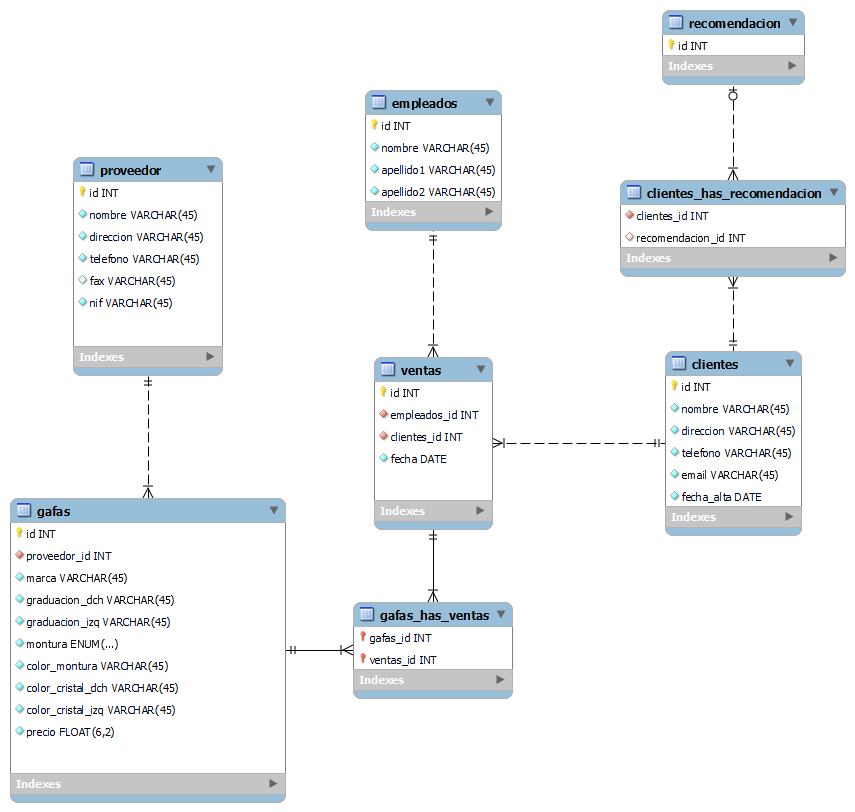 recomendacion
id INT
Indexes
empleados
id INT
nombre VARCHAR(45)
apellido1 VARCHAR(45)
apellido2 VARCHAR(45)
Indexes
proveedor
id INT
nombre VARCHAR(45)
direccion VARCHAR(45)
telefono VARCHAR(45)
fax VARCHAR(45)
nif VARCHAR(45)
Indexes
clientes_has_recomendacion
clientes_id INT
recomendacion_id INT
Indexes
ventas
id INT
empleados_id INT
clientes_id INT
fecha DATE
Indexes
clientes
id INT
nombre VARCHAR(45)
direccion VARCHAR(45)
telefono VARCHAR(45)
email VARCHAR(45)
fecha_alta DATE
Indexes
gafas
id INT
proveedor_id INT
marca VARCHAR(45)
graduacion_dch VARCHAR(45)
graduacion_izq VARCHAR(45)
montura ENUM(...)
color_montura VARCHAR(45)
color_cristal_dch VARCHAR(45)
color_cristal_izq VARCHAR(45)
precio FLOAT(6,2)
Indexes
gafas_has_ventas
gafas_id INT
ventas_id INT
Indexes